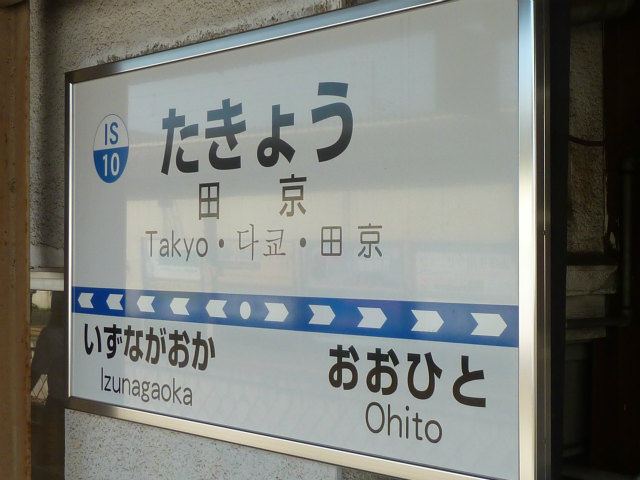 IS
10
たきょう
田京
Takyo・다쿄・田京
いずながおか
Izunagaoka
おおひと
Ohito